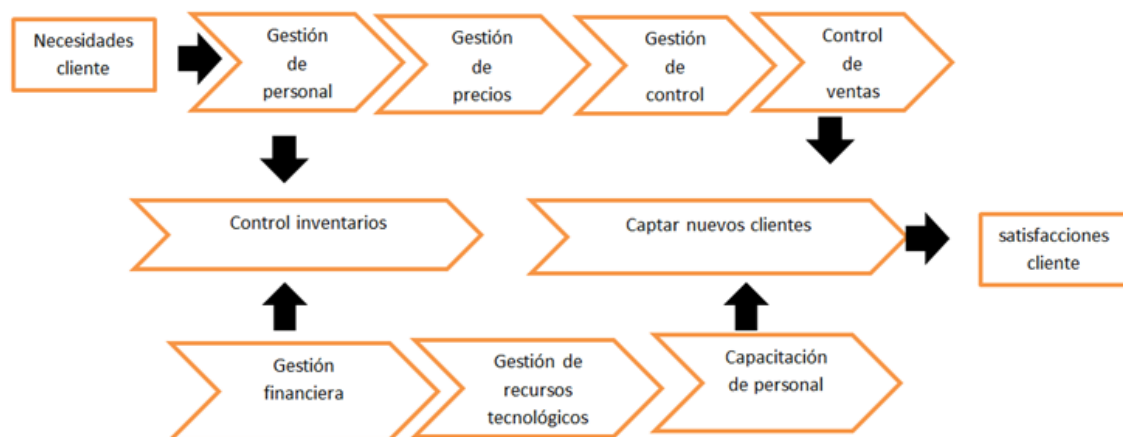 Necesidades
cliente
Gestión
de
personal
Gestión
de
precios
Gestión
de
control
Control
de
ventas
Control inventarios
Captar nuevos clientes
satisfacciones
cliente
Gestión
financiera
Gestión de
recursos
tecnológicos
Capacitación
de personal